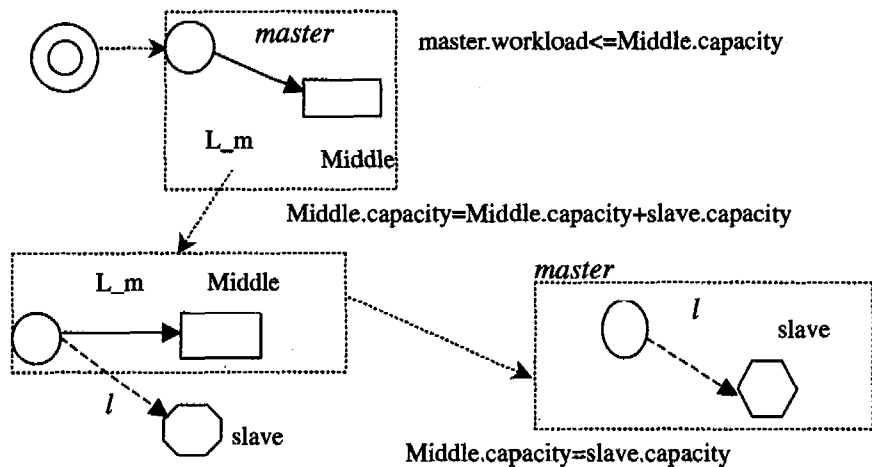 master
master.workload<=Middle.capacity
L_m
Middle
Middle.capacity=Middle.capacity+slave.capacity
L_m Middle
master
l
slave
l
slave
Middle.capacity=slave.capacity